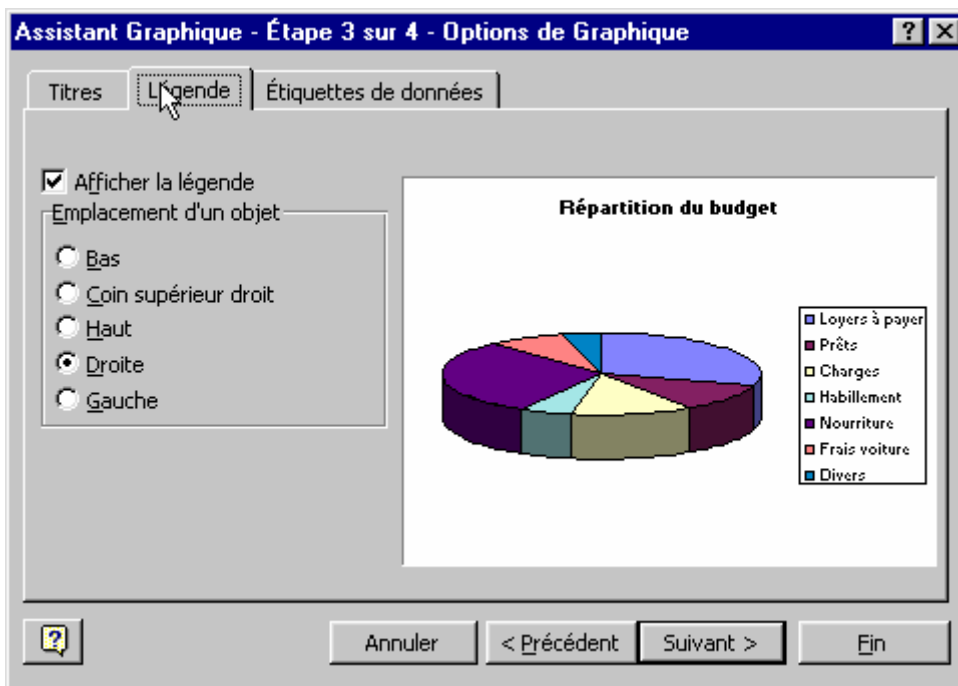 Assistant Graphique - Étape 3 sur 4 - Options de Graphique
Titres
Légende
Étiquettes de données
Afficher la légende
Emplacement d'un objet
Bas
Coin supérieur droit
Haut
Droite
Gauche
Répartition du budget
Loyers à payer
Prêts
Charges
Habillement
Nourriture
Frais voiture
Divers
Annuler
< Précédent
Suivant >
Fin